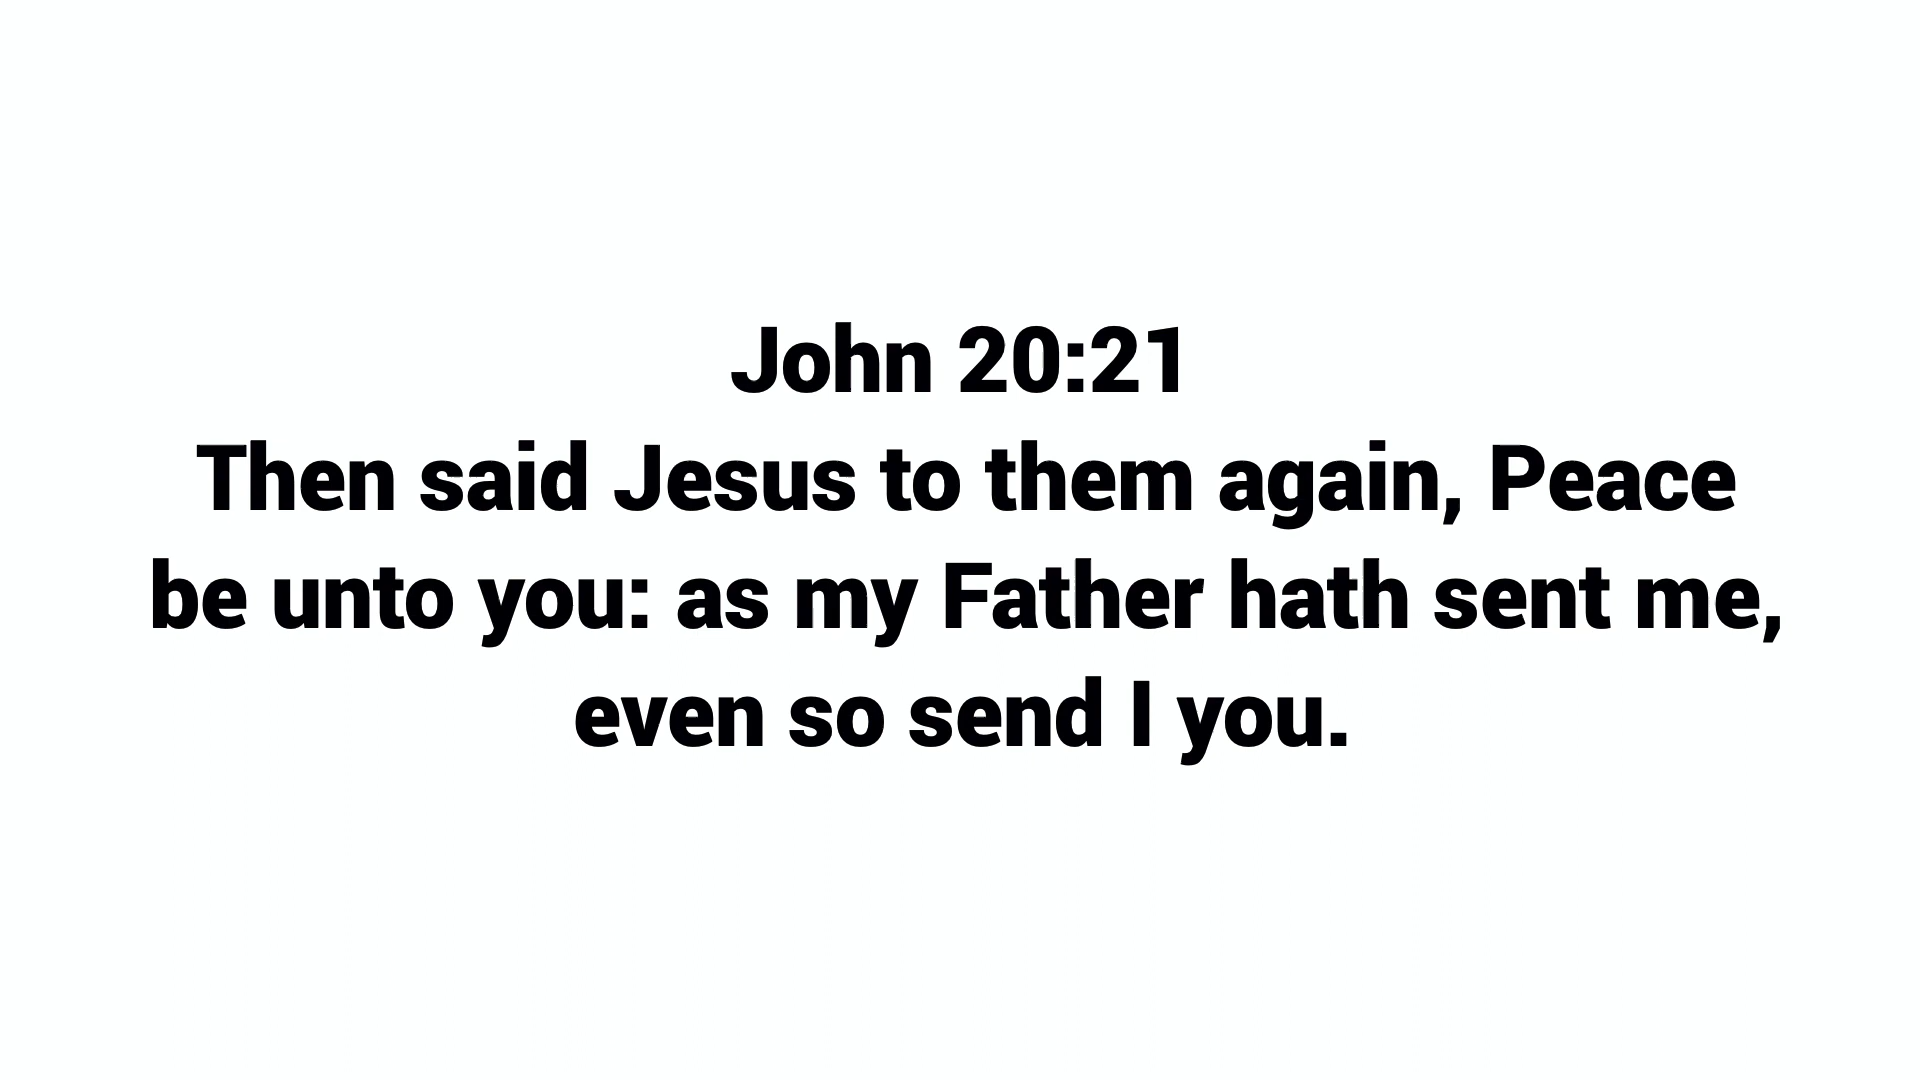 John 20:21
Then said Jesus to them again, Peace
be unto you: as my Father hath sent me,
even so send I you.